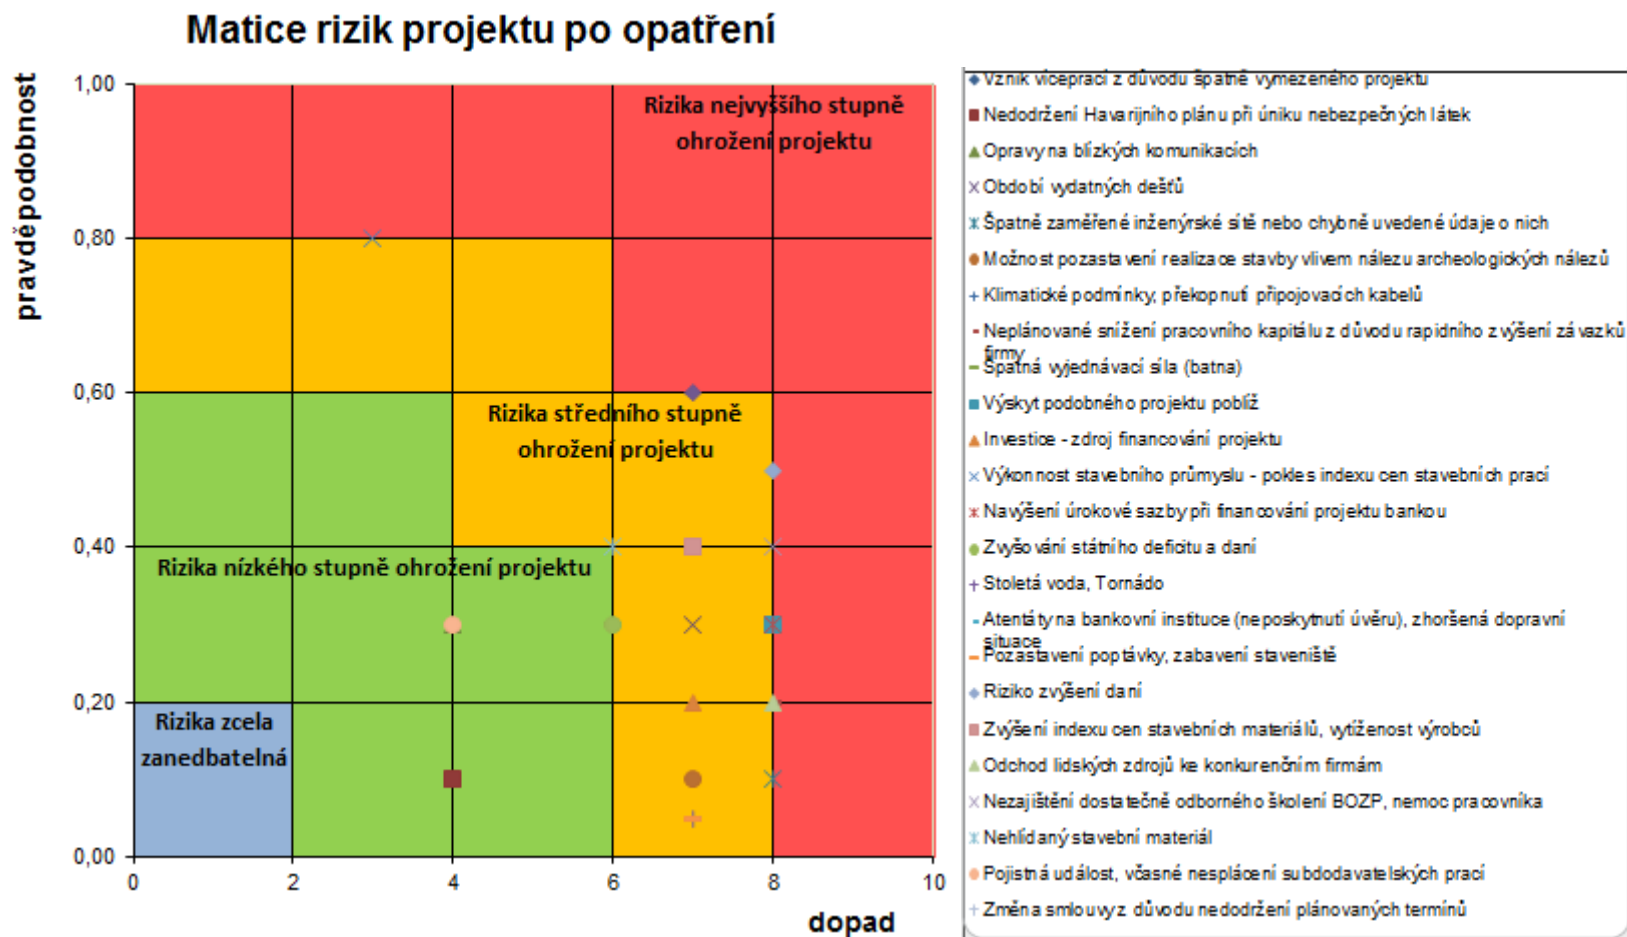 Matice rizik projektu po opatření
pravděpodobnost
1,00
0,80
0,60
0,40
0,20
0,00
0
2
4
6
8
10
dopad
Rizika nejvyššího stupně
ohrožení projektu
Rizika středního stupně
ohrožení projektu
Rizika nízkého stupně ohrožení projektu
Rizika zcela
zanedbatelná
Vznik víceprací z důvodu špatně vymezeného projektu
Nedodržení Havarijního plánu při úniku nebezpečných látek
Opravy na blízkých komunikacích
Období vydatných dešťů
Špatně zaměřené inženýrské sítě nebo chybně uvedené údaje o nich
Možnost pozastavení realizace stavby vlivem nálezu archeologických nálezů
Klimatické podmínky, překopnutí připojovacích kabelů
Neplánované snížení pracovního kapitálu z důvodu rapidního zvýšení závazků
firmy
Špatná vyjednávací síla (batna)
Výskyt podobného projektu poblíž
Investice - zdroj financování projektu
Výkonnost stavebního průmyslu - pokles indexu cen stavebních prací
Navýšení úrokové sazby při financování projektu bankou
Zvyšování státního deficitu a daní
Stoletá voda, Tornádo
Atentáty na bankovní instituce (neposkytnutí úvěru), zhoršená dopravní
situace
Pozastavení poptávky, zabavení staveniště
Riziko zvýšení daní
Zvýšení indexu cen stavebních materiálů, vytíženost výrobců
Odchod lidských zdrojů ke konkurenčním firmám
Nezajištění dostatečně odborného školení BOZP, nemoc pracovníka
Nehlídaný stavební materiál
Pojistná událost, včasné nesplácení subdodavatelských prací
Změna smlouvy z důvodu nedodržení plánovaných termínů